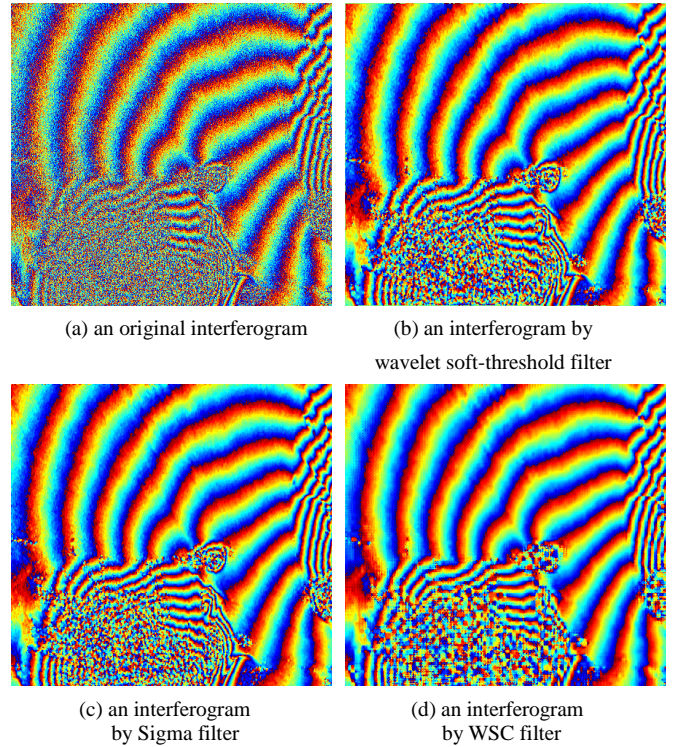 (a) an original interferogram
(b) an interferogram by
wavelet soft-threshold filter
(c) an interferogram
by Sigma filter
(d) an interferogram
by WSC filter